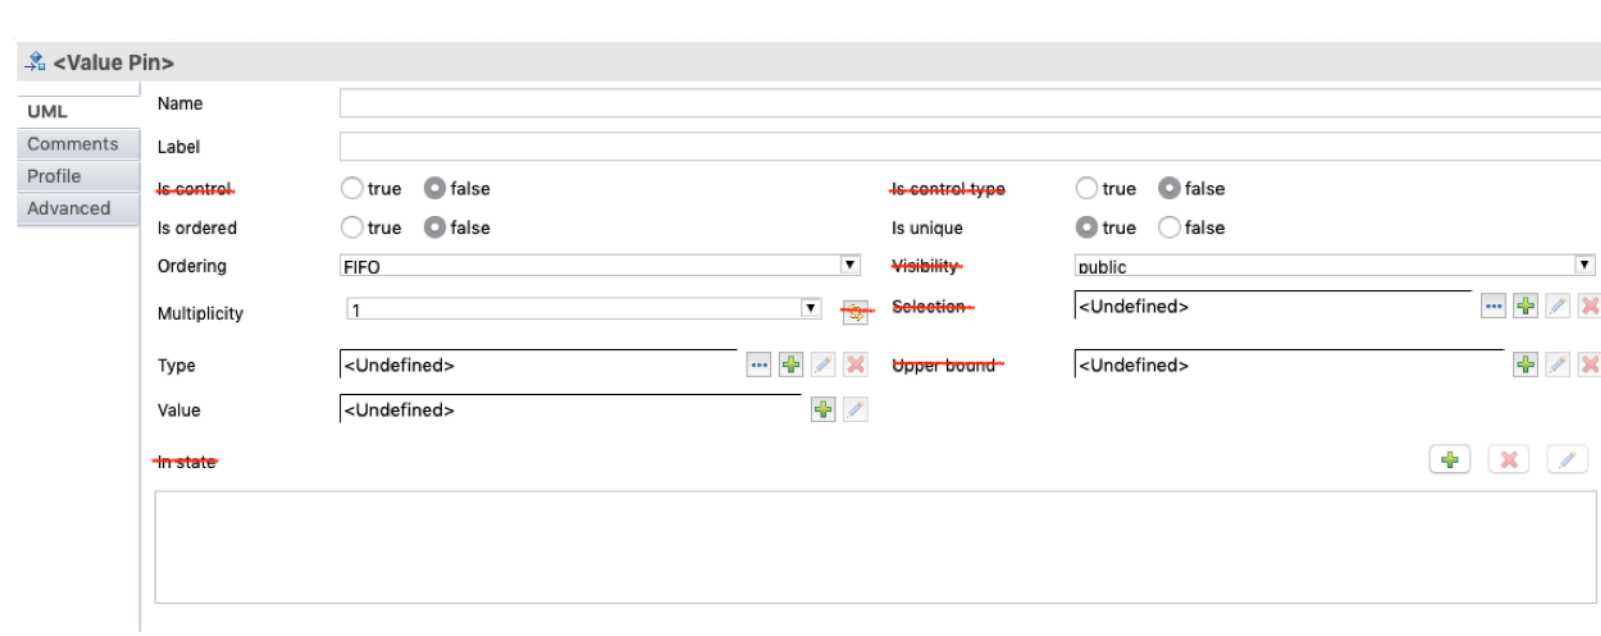 <Value Pin>
UML
Comments
Profile
Advanced
Name
Label
Is control true false Is control type true false
Is ordered true false Is unique true false
Ordering FIFO Visibility public
Multiplicity 1 Selection <Undefined>
Type <Undefined> Upper bound <Undefined>
Value <Undefined>
In state